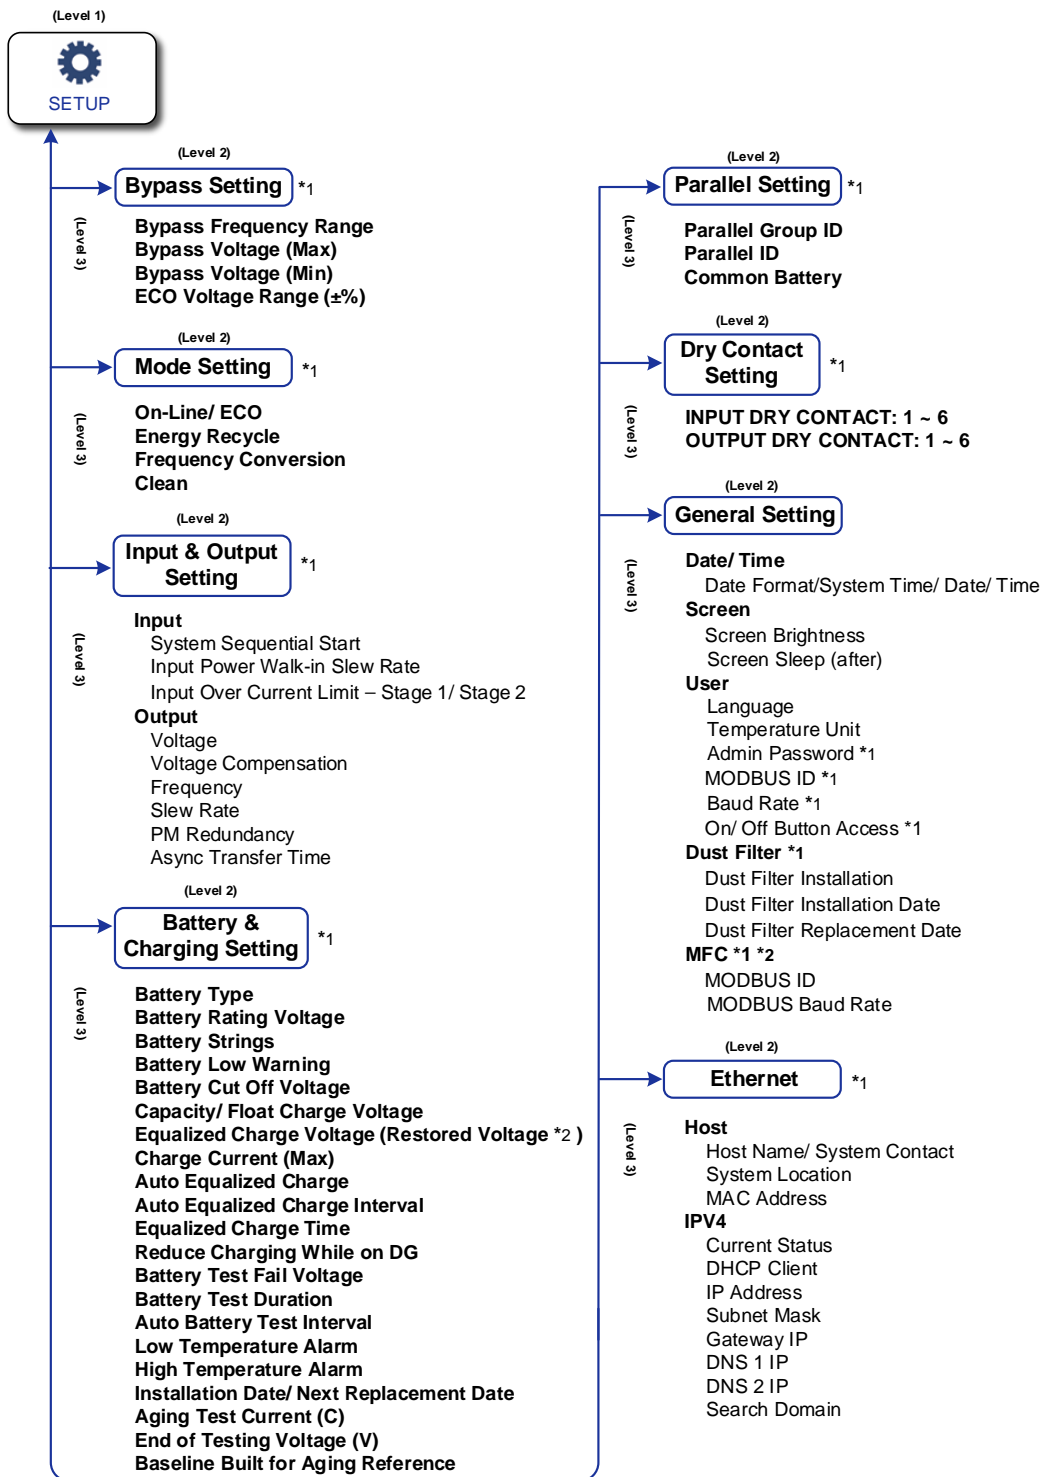 (Level 1)
SETUP
(Level 2)
Bypass Setting *1
(Level 3)
Bypass Frequency Range
Bypass Voltage (Max)
Bypass Voltage (Min)
ECO Voltage Range (±%)
(Level 2)
Mode Setting *1
(Level 3)
On-Line/ ECO
Energy Recycle
Frequency Conversion
Clean
(Level 2)
Input & Output
Setting *1
(Level 3)
Input
System Sequential Start
Input Power Walk-in Slew Rate
Input Over Current Limit – Stage 1/ Stage 2
Output
Voltage
Voltage Compensation
Frequency
Slew Rate
PM Redundancy
Async Transfer Time
(Level 2)
Battery &
Charging Setting *1
(Level 3)
Battery Type
Battery Rating Voltage
Battery Strings
Battery Low Warning
Battery Cut Off Voltage
Capacity/ Float Charge Voltage
Equalized Charge Voltage (Restored Voltage *2 )
Charge Current (Max)
Auto Equalized Charge
Auto Equalized Charge Interval
Equalized Charge Time
Reduce Charging While on DG
Battery Test Fail Voltage
Battery Test Duration
Auto Battery Test Interval
Low Temperature Alarm
High Temperature Alarm
Installation Date/ Next Replacement Date
Aging Test Current (C)
End of Testing Voltage (V)
Baseline Built for Aging Reference
(Level 2)
Parallel Setting *1
(Level 3)
Parallel Group ID
Parallel ID
Common Battery
(Level 2)
Dry Contact
Setting *1
(Level 3)
INPUT DRY CONTACT: 1 ~ 6
OUTPUT DRY CONTACT: 1 ~ 6
(Level 2)
General Setting
(Level 3)
Date/ Time
Date Format/System Time/ Date/ Time
Screen
Screen Brightness
Screen Sleep (after)
User
Language
Temperature Unit
Admin Password *1
MODBUS ID *1
Baud Rate *1
On/ Off Button Access *1
Dust Filter *1
Dust Filter Installation
Dust Filter Installation Date
Dust Filter Replacement Date
MFC *1 *2
MODBUS ID
MODBUS Baud Rate
(Level 2)
Ethernet *1
(Level 3)
Host
Host Name/ System Contact
System Location
MAC Address
IPV4
Current Status
DHCP Client
IP Address
Subnet Mask
Gateway IP
DNS 1 IP
DNS 2 IP
Search Domain